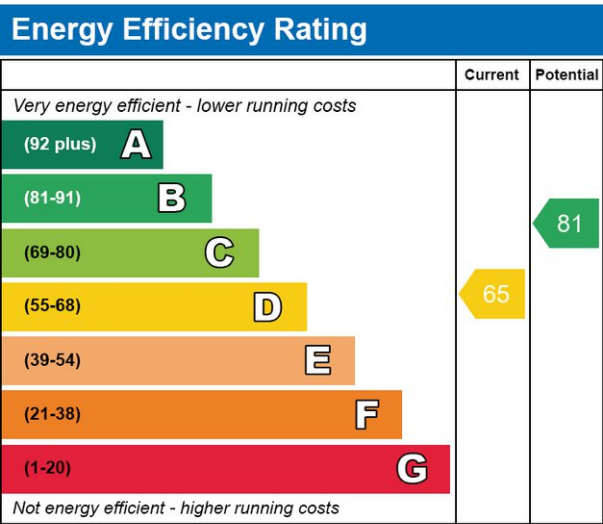 Energy Efficiency Rating
Current Potential
Very energy efficient - lower running costs
(92 plus) A
(81-91) B
81
(69-80) C
(55-68) D
65
(39-54) E
(21-38) F
(1-20) G
Not energy efficient - higher running costs